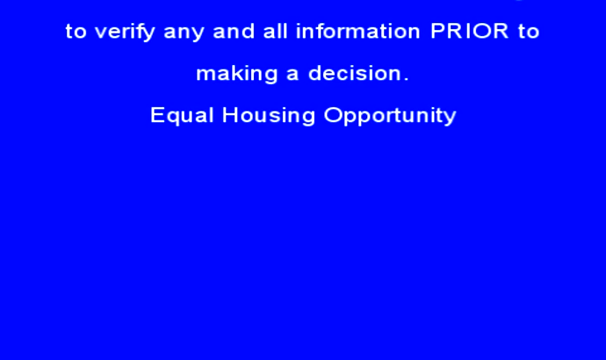 to verify any and all information PRIOR to
making a decision.
Equal Housing Opportunity